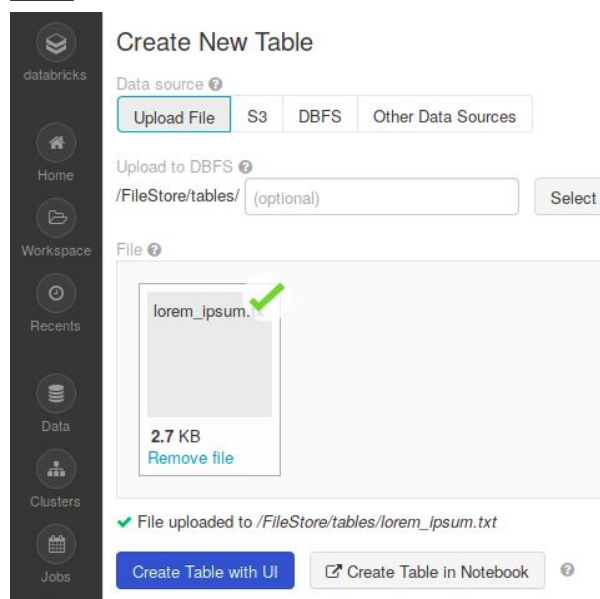 databricks
Home
Workspace
Recents
Data
Clusters
Jobs
Create New Table
Data source
Upload File S3 DBFS Other Data Sources
Upload to DBFS
/FileStore/tables/ (optional) Select
File
lorem_ipsum.tx
2.7 KB
Remove file
File uploaded to /FileStore/tables/lorem_ipsum.txt
Create Table with UI Create Table in Notebook